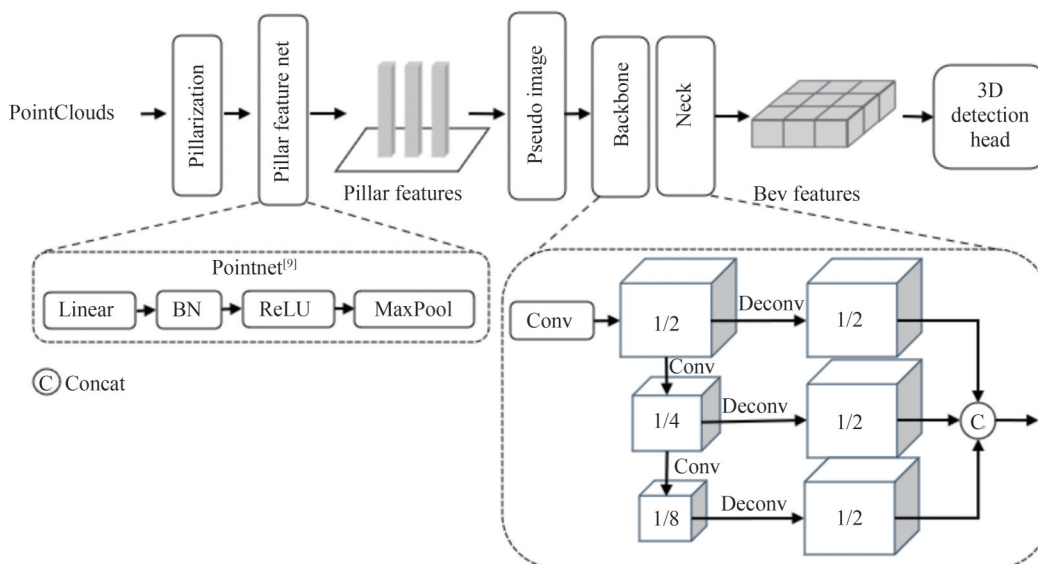 PointClouds
Pillarization
Pillar feature net
Pillar features
Pseudo image
Backbone
Neck
Bev features
3D
detection
head
Pointnet[9]
Linear
BN
ReLU
MaxPool
C Concat
Conv
1/2
Deconv
1/2
Conv
1/4
Deconv
1/2
C
Conv
1/8
Deconv
1/2